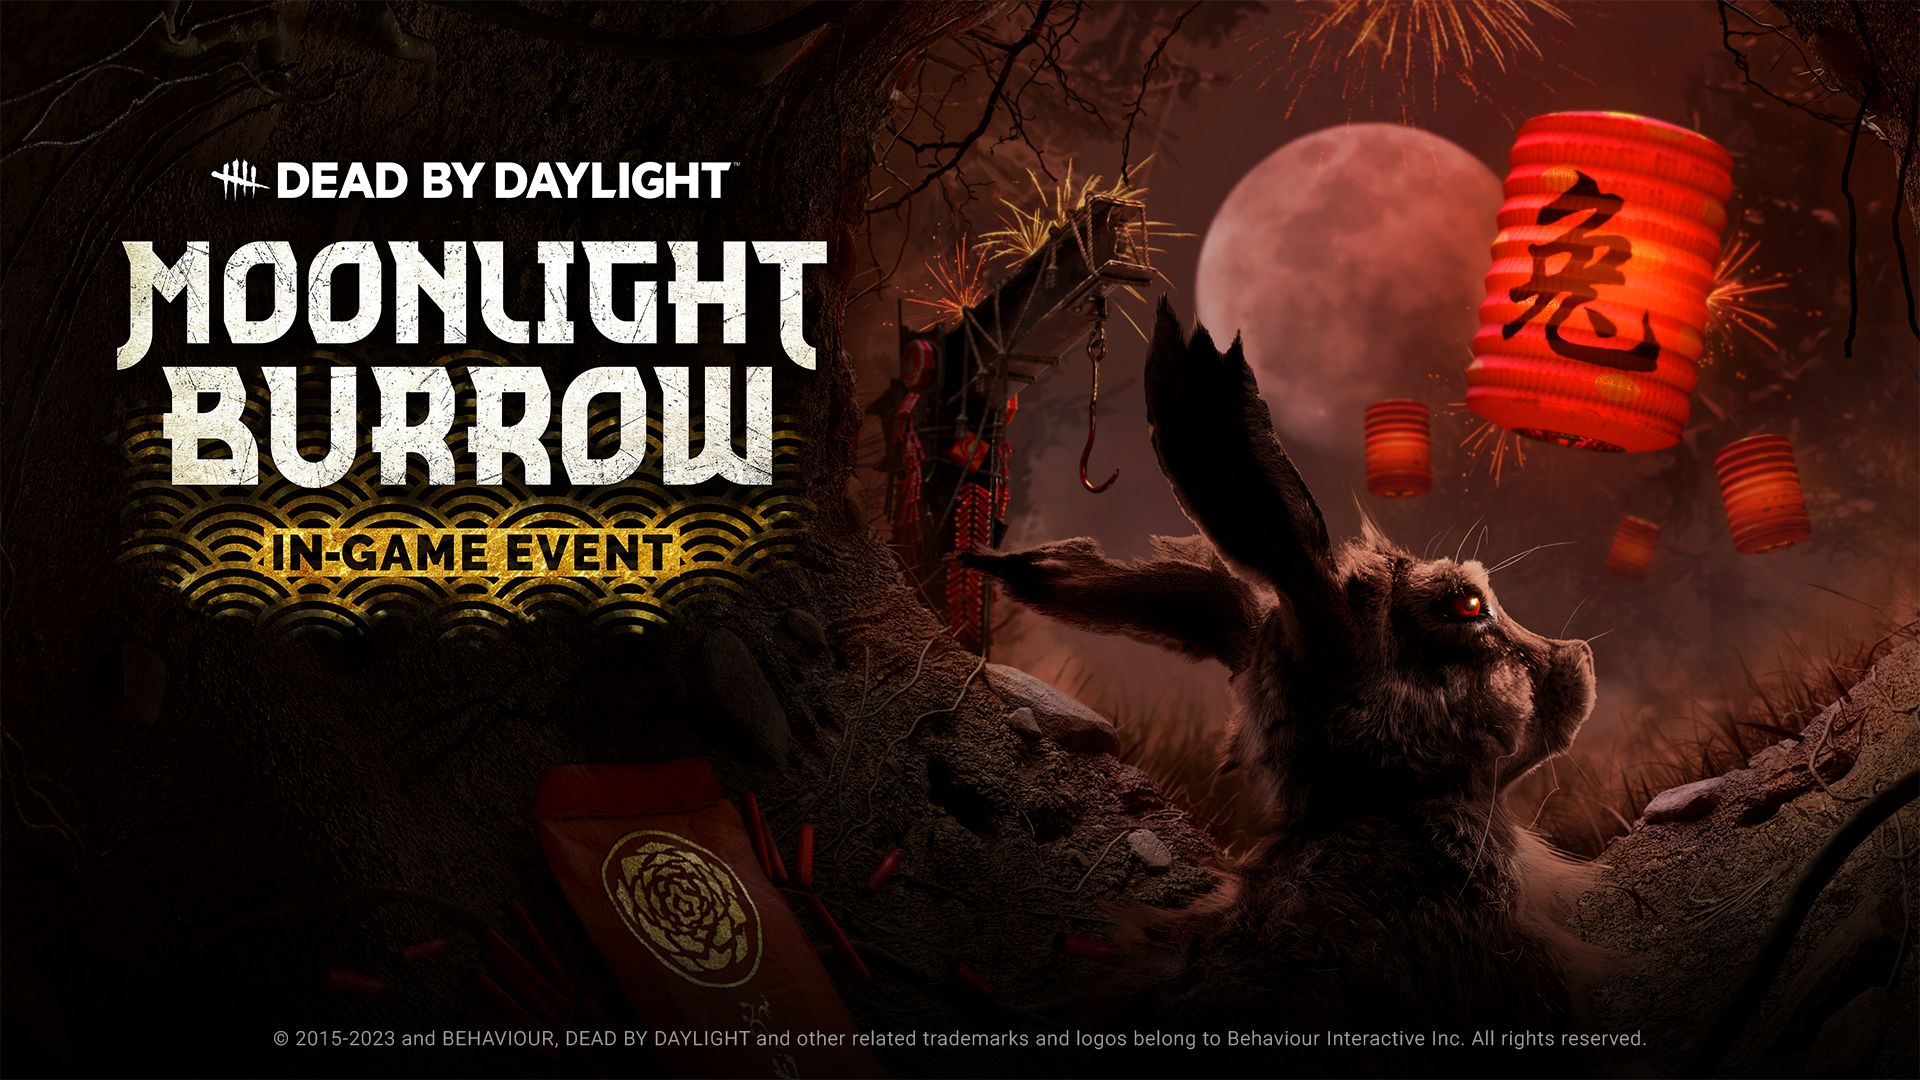 DEAD BY DAYLIGHT™
MOONLIGHT
BURROW
IN-GAME EVENT
兔
© 2015-2023 and BEHAVIOUR, DEAD BY DAYLIGHT and other related trademarks and logos belong to Behaviour Interactive Inc. All rights reserved.